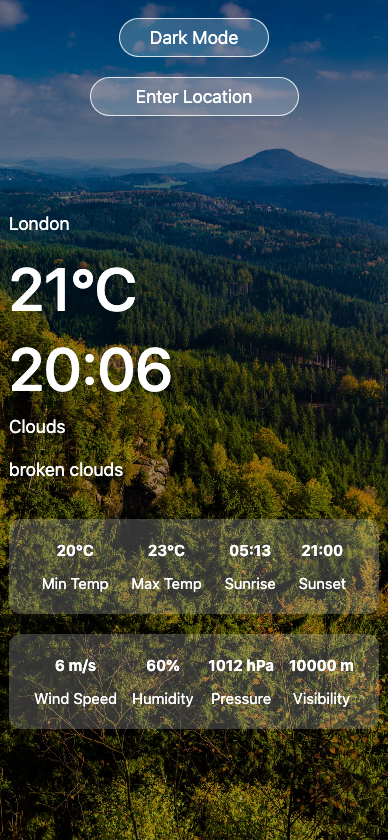 Dark Mode
Enter Location
London
21°C
20:06
Clouds
broken clouds
20°C 23°C 05:13 21:00
Min Temp Max Temp Sunrise Sunset
6 m/s 60% 1012 hPa 10000 m
Wind Speed Humidity Pressure Visibility